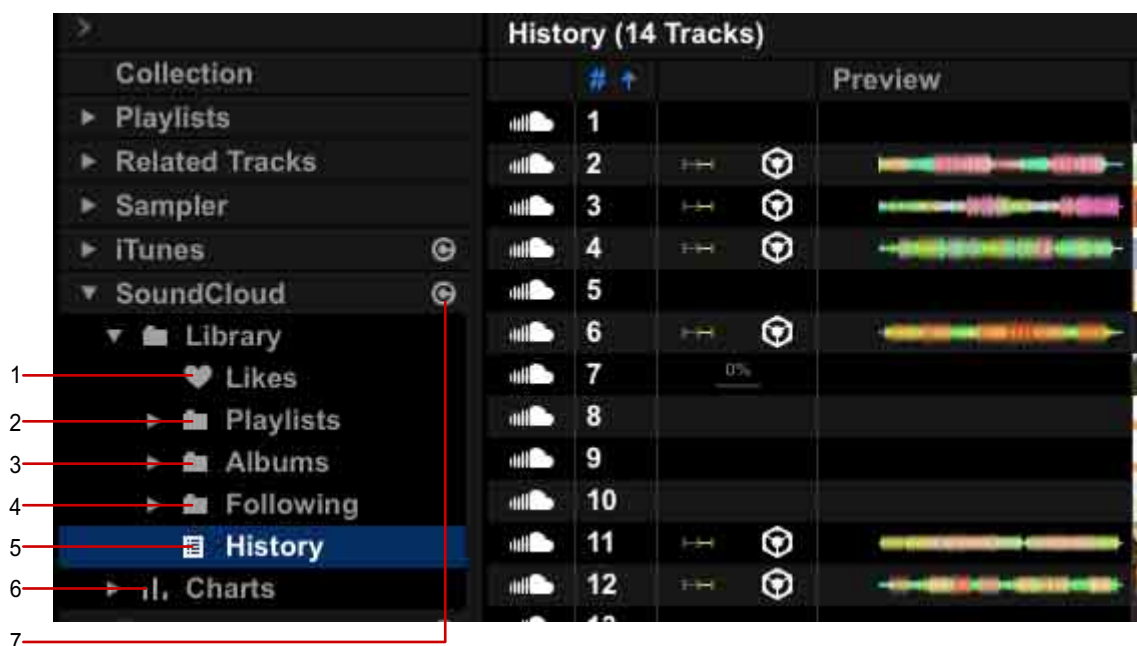 >
History (14 Tracks)
Collection
#
Preview
Playlists
1
Related Tracks
2
Sampler
3
iTunes
4
SoundCloud
5
Library
6
1
Likes
7
0%
2
Playlists
8
3
Albums
9
4
Following
10
5
History
11
6
Charts
12
7